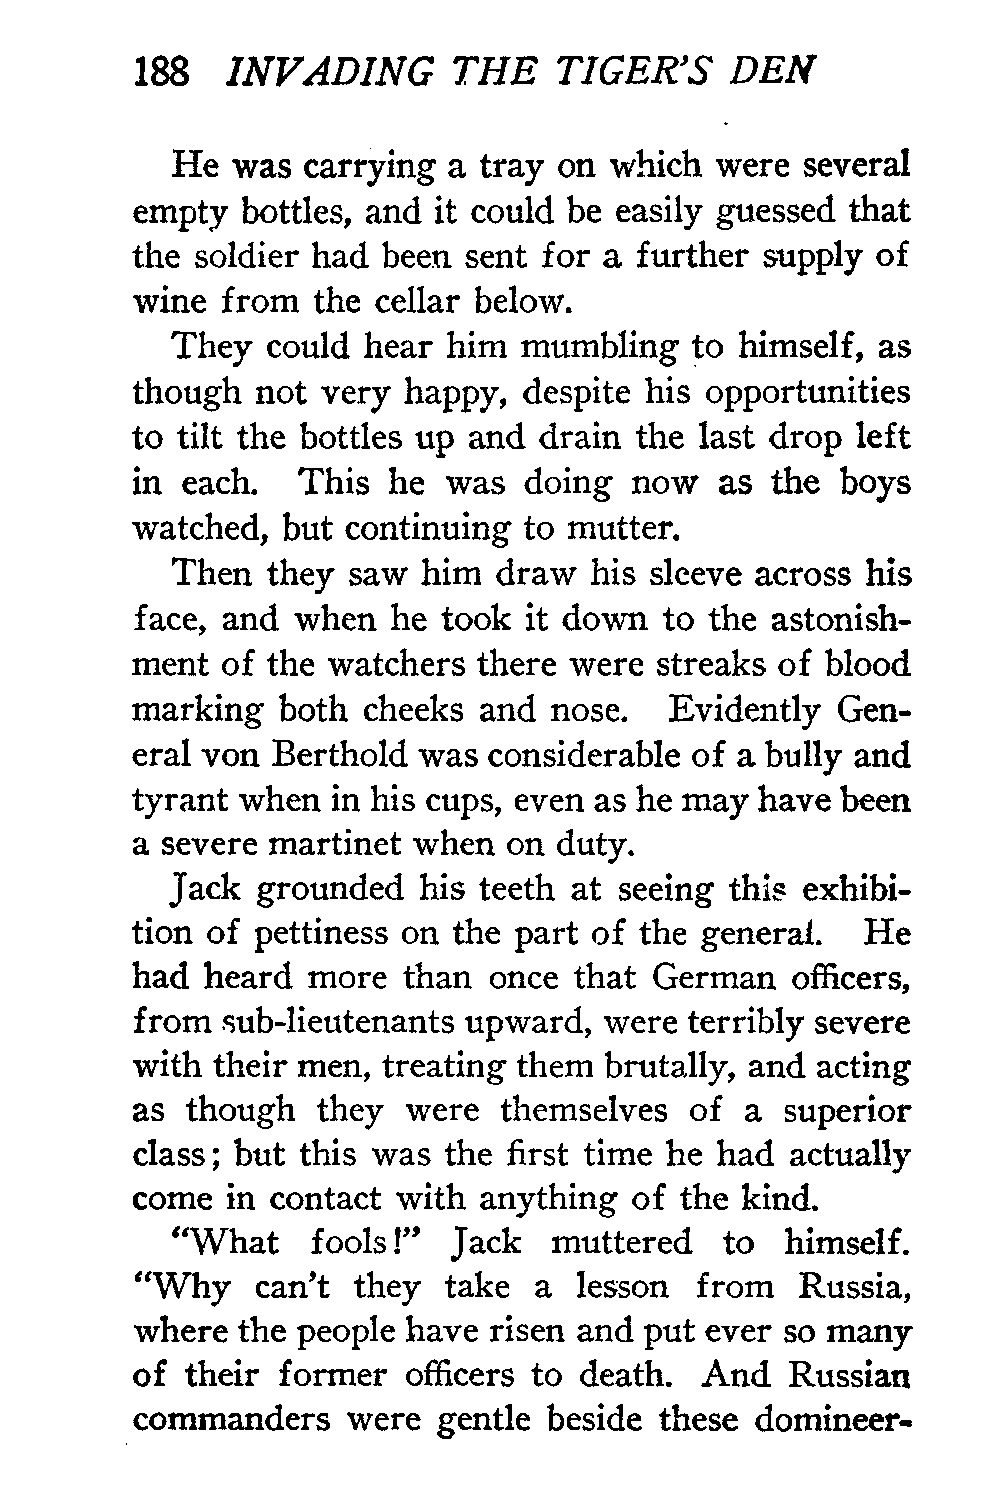 188 INVADING THE TIGER'S DEN
He was carrying a tray on which were several
empty bottles, and it could be easily guessed that
the soldier had been sent for a further supply of
wine from the cellar below.
They could hear him mumbling to himself, as
though not very happy, despite his opportunities
to tilt the bottles up and drain the last drop left
in each. This he was doing now as the boys
watched, but continuing to mutter.
Then they saw him draw his sleeve across his
face, and when he took it down to the astonish-
ment of the watchers there were streaks of blood
marking both cheeks and nose. Evidently Gen-
eral von Berthold was considerable of a bully and
tyrant when in his cups, even as he may have been
a severe martinet when on duty.
Jack grounded his teeth at seeing this exhibi-
tion of pettiness on the part of the general. He
had heard more than once that German officers,
from sub-lieutenants upward, were terribly severe
with their men, treating them brutally, and acting
as though they were themselves of a superior
class; but this was the first time he had actually
come in contact with anything of the kind.
"What fools!" Jack muttered to himself.
"Why can't they take a lesson from Russia,
where the people have risen and put ever so many
of their former officers to death. And Russian
commanders were gentle beside these domineer-